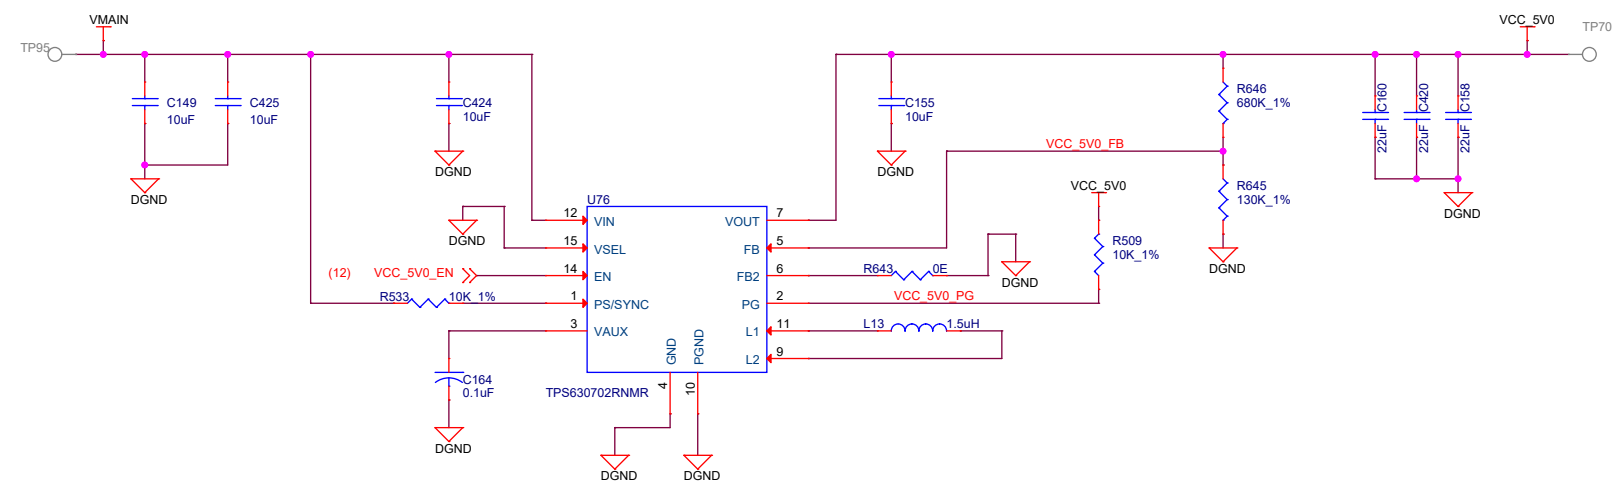 VMAIN
VCC_5V0
TP95
TP70
C149
10uF
C425
10uF
C424
10uF
C155
10uF
R646
680K_1%
C160
22uF
C420
22uF
C158
22uF
DGND
DGND
DGND
VCC_5V0_FB
VCC_5V0
R645
130K_1%
DGND
DGND
U76
12
VIN
VOUT
7
DGND
15
VSEL
FB
5
R509
10K_1%
DGND
(12)
VCC_5V0_EN
14
EN
FB2
6
R643
0E
DGND
R533
10K_1%
1
PS/SYNC
PG
2
VCC_5V0_PG
3
VAUX
L1
11
L13
1.5uH
GND
PGND
L2
9
C164
0.1uF
TPS630702RNMR
4
10
DGND
DGND
DGND